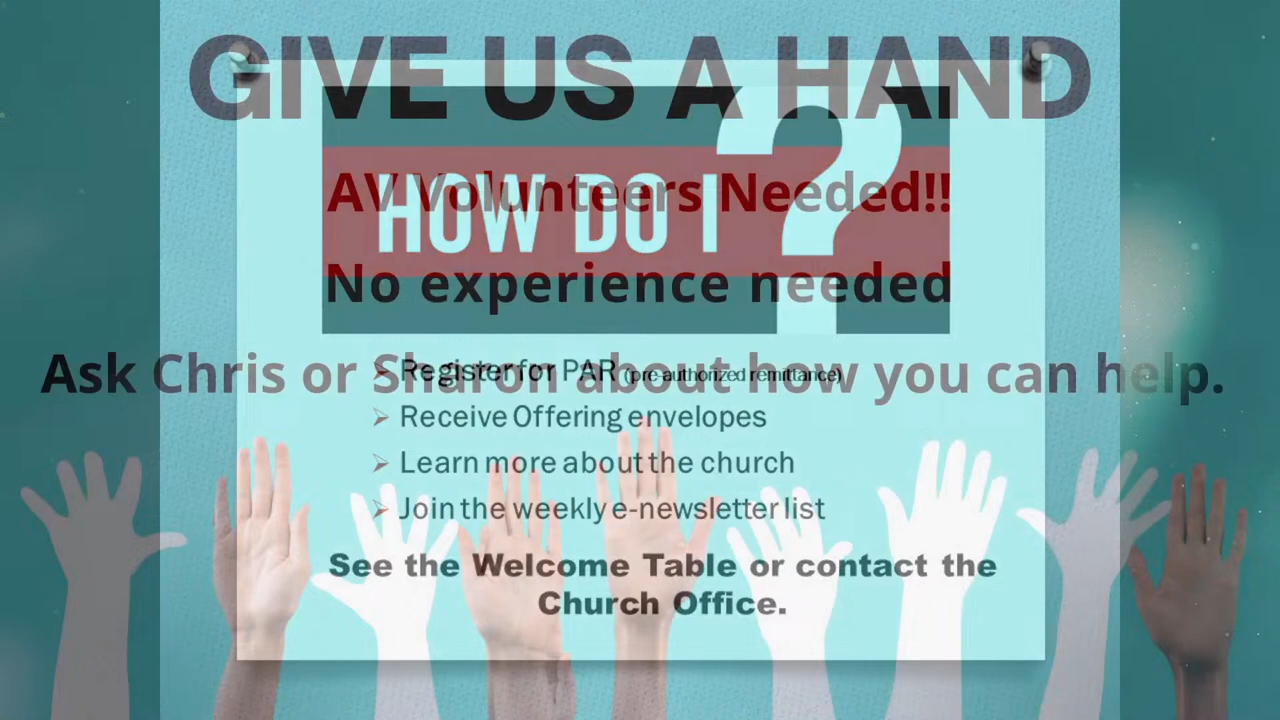 GIVE US A HAND
AV Volunteers Needed!!
HOW DO I ?
No experience needed
Ask Chris or Sharon about how you can help.
➢ Register for PAR (pre-authorized remittance)
➢ Receive Offering envelopes
➢ Learn more about the church
➢ Join the weekly e-newsletter list
See the Welcome Table or contact the
Church Office.